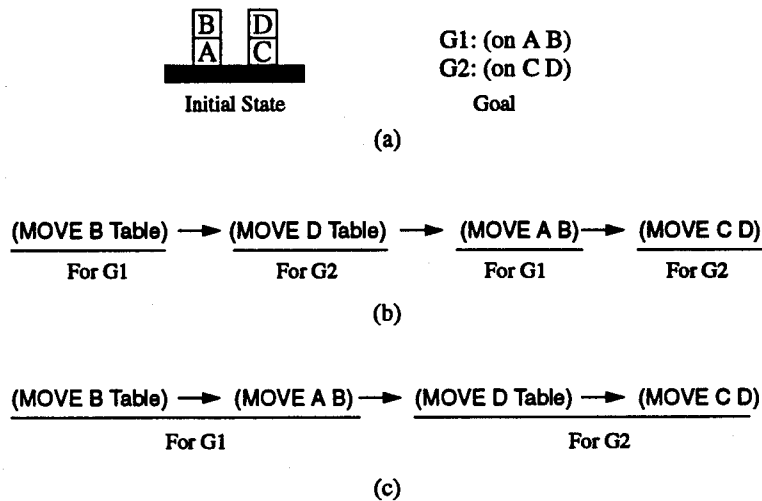 B D
A C
G1: (on A B)
G2: (on C D)
Initial State Goal
(a)
(MOVE B Table) (MOVE D Table) (MOVE A B) (MOVE C D)
For G1 For G2 For G1 For G2
(b)
(MOVE B Table) (MOVE A B) (MOVE D Table) (MOVE C D)
For G1 For G2
(c)